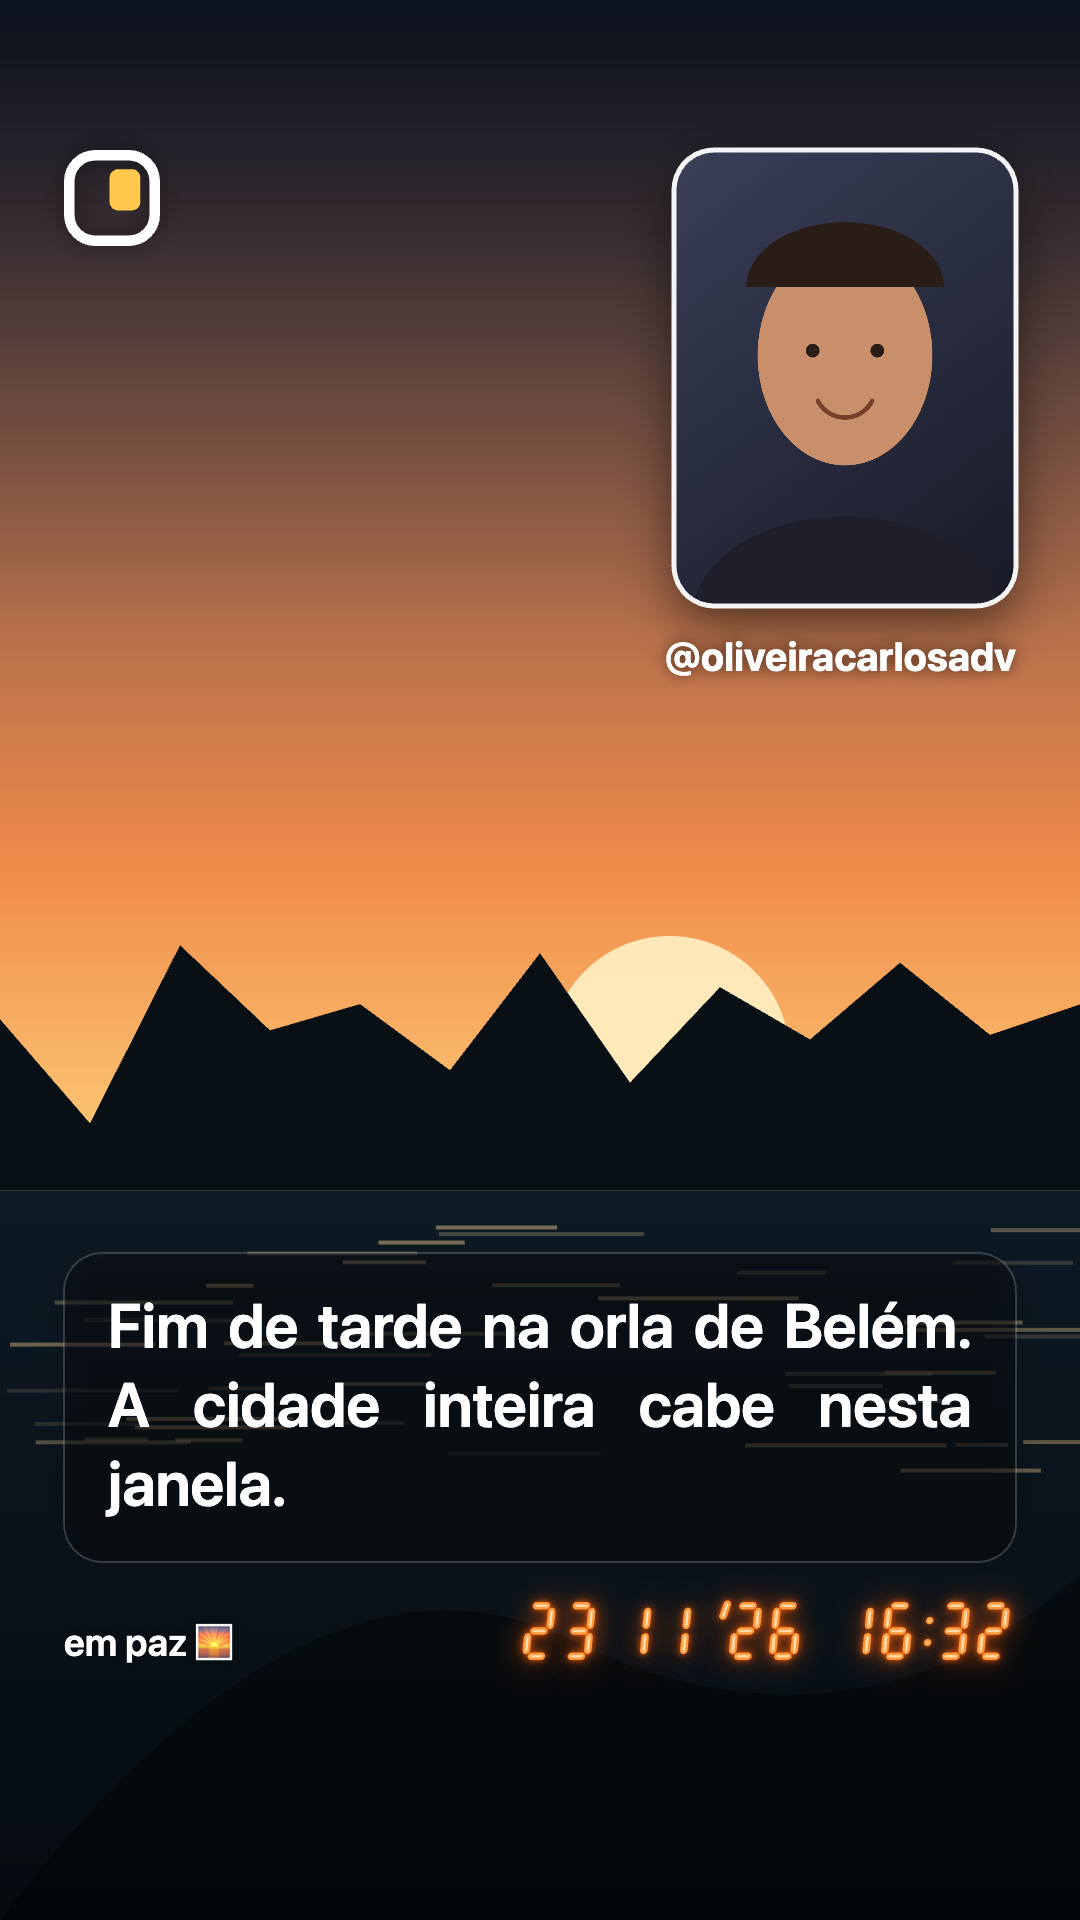 @oliveiracarlosadv
Fim de tarde na orla de Belém.
A cidade inteira cabe nesta
janela.
em paz 🌅
23 11 '26 16:32